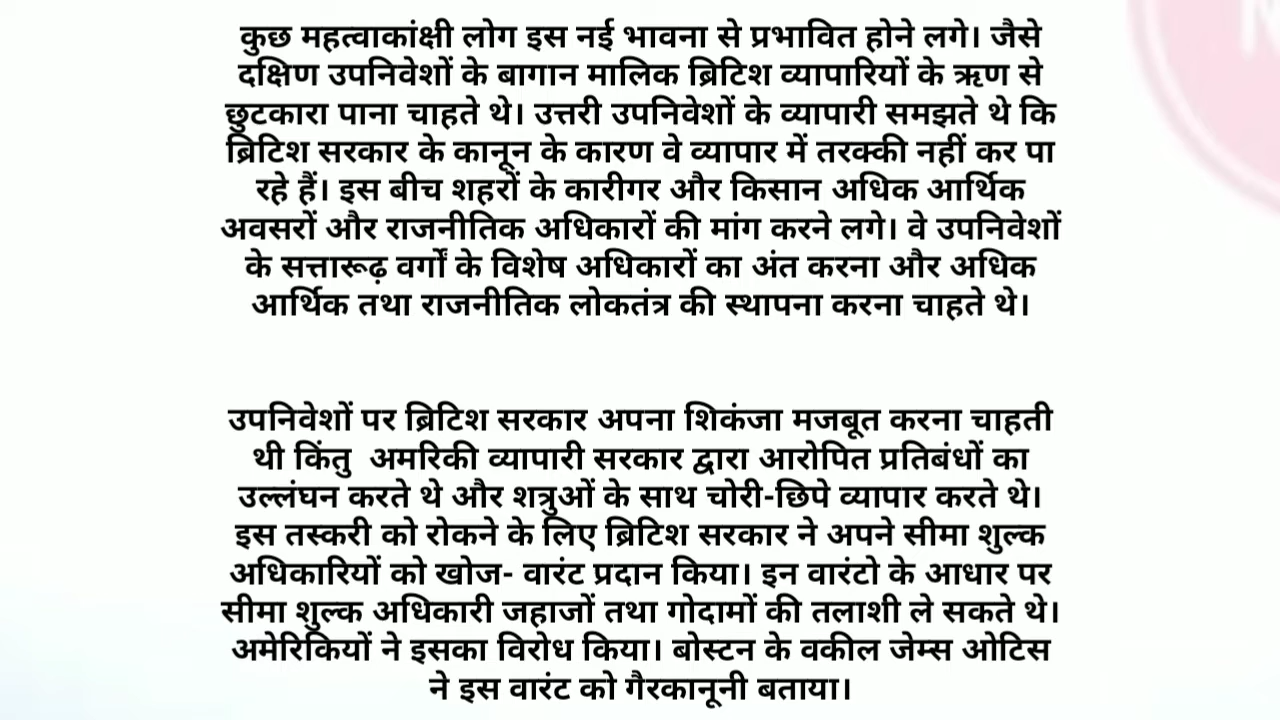 कुछ महत्वाकांक्षी लोग इस नई भावना से प्रभावित होने लगे। जैसे
दक्षिण उपनिवेशों के बागान मालिक ब्रिटिश व्यापारियों के ऋण से
छुटकारा पाना चाहते थे। उत्तरी उपनिवेशों के व्यापारी समझते थे कि
ब्रिटिश सरकार के कानून के कारण वे व्यापार में तरक्की नहीं कर पा
रहे हैं। इस बीच शहरों के कारीगर और किसान अधिक आर्थिक
अवसरों और राजनीतिक अधिकारों की मांग करने लगे। वे उपनिवेशों
के सत्तारूढ़ वर्गों के विशेष अधिकारों का अंत करना और अधिक
आर्थिक तथा राजनीतिक लोकतंत्र की स्थापना करना चाहते थे।
उपनिवेशों पर ब्रिटिश सरकार अपना शिकंजा मजबूत करना चाहती
थी किंतु  अमरिकी व्यापारी सरकार द्वारा आरोपित प्रतिबंधों का
उल्लंघन करते थे और शत्रुओं के साथ चोरी-छिपे व्यापार करते थे।
इस तस्करी को रोकने के लिए ब्रिटिश सरकार ने अपने सीमा शुल्क
अधिकारियों को खोज- वारंट प्रदान किया। इन वारंटो के आधार पर
सीमा शुल्क अधिकारी जहाजों तथा गोदामों की तलाशी ले सकते थे।
अमेरिकियों ने इसका विरोध किया। बोस्टन के वकील जेम्स ओटिस
ने इस वारंट को गैरकानूनी बताया।